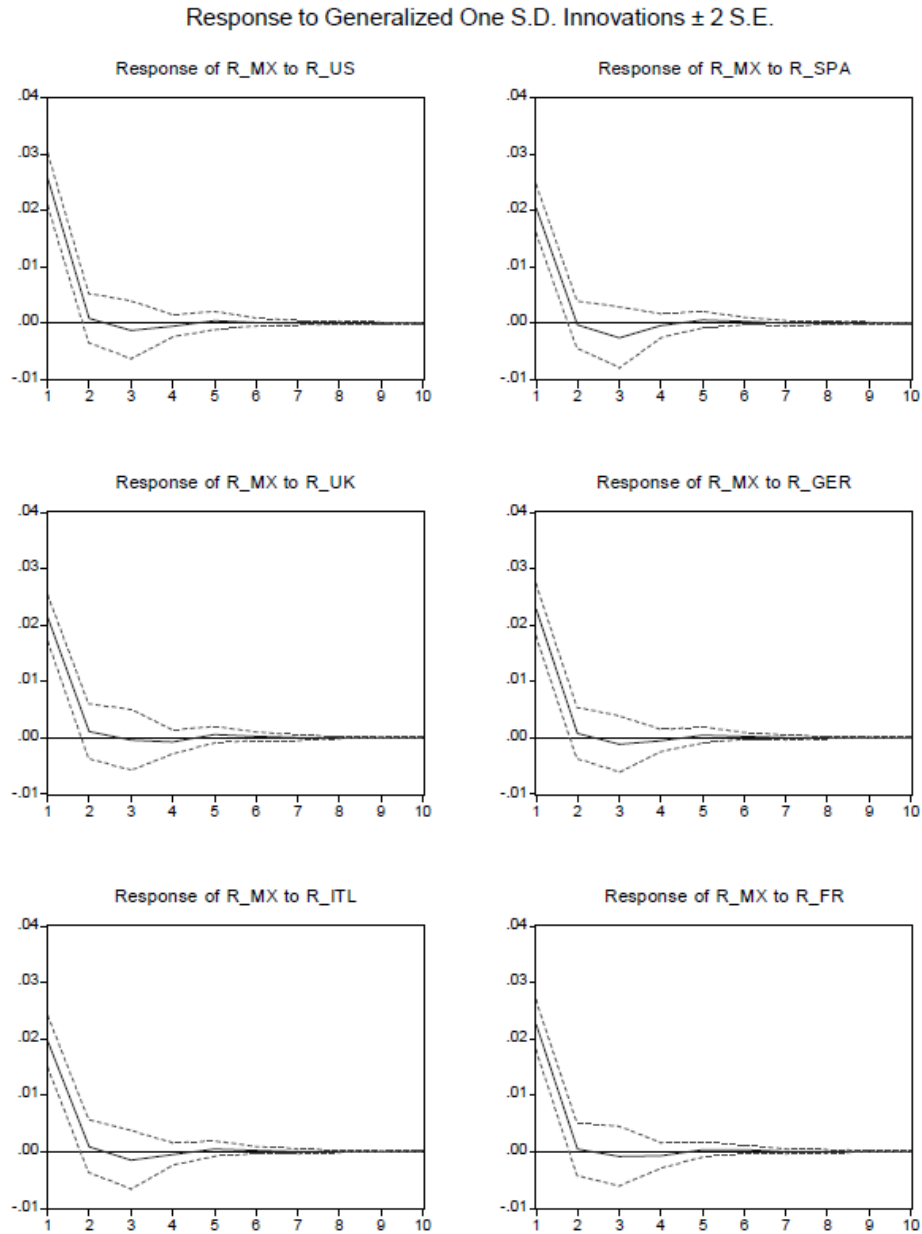 Response to Generalized One S.D. Innovations ± 2 S.E.
Response of R_MX to R_US
.04
.03
.02
.01
.00
-.01
1 2 3 4 5 6 7 8 9 10
Response of R_MX to R_SPA
.04
.03
.02
.01
.00
-.01
1 2 3 4 5 6 7 8 9 10
Response of R_MX to R_UK
.04
.03
.02
.01
.00
-.01
1 2 3 4 5 6 7 8 9 10
Response of R_MX to R_GER
.04
.03
.02
.01
.00
-.01
1 2 3 4 5 6 7 8 9 10
Response of R_MX to R_ITL
.04
.03
.02
.01
.00
-.01
1 2 3 4 5 6 7 8 9 10
Response of R_MX to R_FR
.04
.03
.02
.01
.00
-.01
1 2 3 4 5 6 7 8 9 10